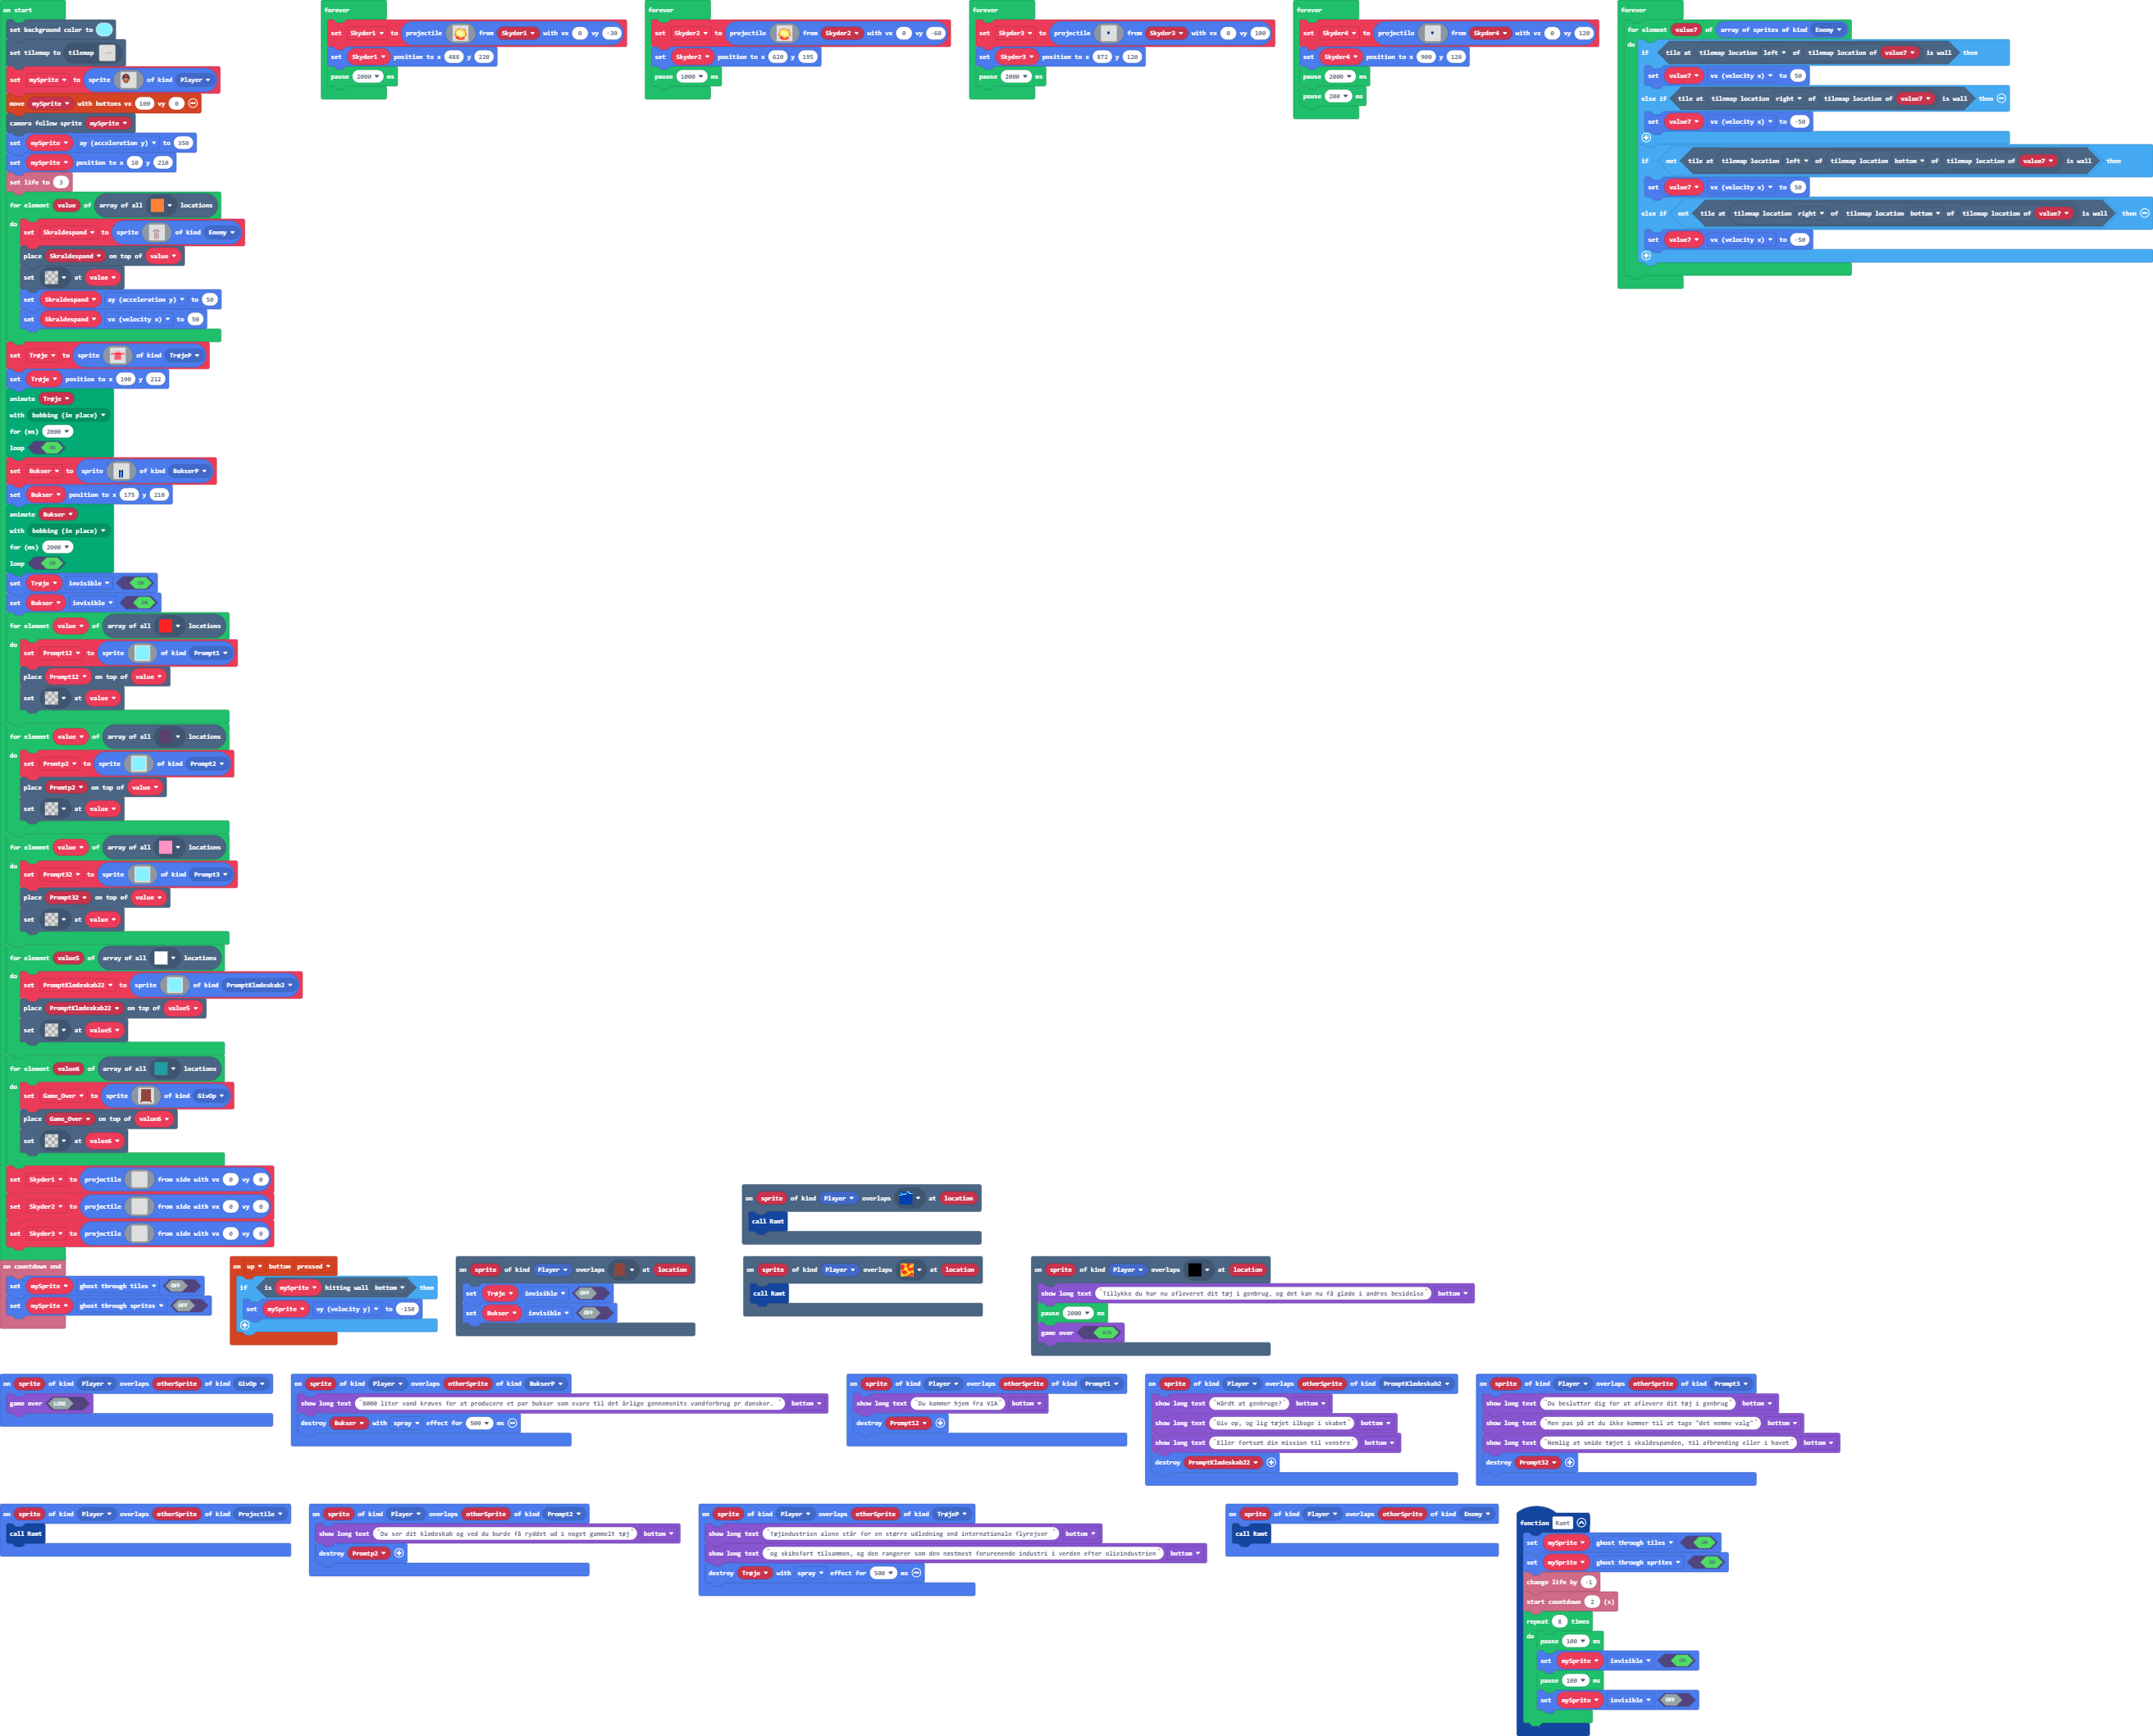 on start
set background color to
set tilemap to tilemap
set mySprite to sprite of kind Player
move mySprite with buttons vx 100 vy 0
camera follow sprite mySprite
set mySprite ay (acceleration y) to 350
set mySprite position to x 10 y 210
set life to 3
for element value of array of all locations
do
set Skraldespand to sprite of kind Enemy
place Skraldespand on top of value
set at value
set Skraldespand ay (acceleration y) to 50
set Skraldespand vx (velocity x) to 50
set Trøje to sprite of kind TrøjeP
set Trøje position to x 190 y 212
animate Trøje
with bobbing (in place)
for (ms) 2000
loop ON
set Bukser to sprite of kind BukserP
set Bukser position to x 175 y 210
animate Bukser
with bobbing (in place)
for (ms) 2000
loop ON
set Trøje invisible ON
set Bukser invisible ON
for element value of array of all locations
do
set Prompt12 to sprite of kind Prompt1
place Prompt12 on top of value
set at value
for element value of array of all locations
do
set Promtp2 to sprite of kind Prompt2
place Promtp2 on top of value
set at value
for element value of array of all locations
do
set Prompt32 to sprite of kind Prompt3
place Prompt32 on top of value
set at value
for element value5 of array of all locations
do
set PromptKlædeskab22 to sprite of kind PromptKlædeskab2
place PromptKlædeskab22 on top of value5
set at value5
for element value6 of array of all locations
do
set Game_Over to sprite of kind GivOp
place Game_Over on top of value6
set at value6
set Skyder1 to projectile from side with vx 0 vy 0
set Skyder2 to projectile from side with vx 0 vy 0
set Skyder3 to projectile from side with vx 0 vy 0
forever
set Skyder1 to projectile from Skyder1 with vx 0 vy -30
set Skyder1 position to x 488 y 220
pause 2000 ms
forever
set Skyder2 to projectile from Skyder2 with vx 0 vy -60
set Skyder2 position to x 620 y 195
pause 1000 ms
forever
set Skyder3 to projectile from Skyder3 with vx 0 vy 100
set Skyder3 position to x 872 y 120
pause 2000 ms
forever
set Skyder4 to projectile from Skyder4 with vx 0 vy 120
set Skyder4 position to x 900 y 120
pause 2000 ms
pause 200 ms
forever
for element value7 of array of sprites of kind Enemy
do
if tile at tilemap location left of tilemap location of value7 is wall then
set value7 vx (velocity x) to 50
else if tile at tilemap location right of tilemap location of value7 is wall then
set value7 vx (velocity x) to -50
if not tile at tilemap location left of tilemap location bottom of tilemap location of value7 is wall then
set value7 vx (velocity x) to 50
else if not tile at tilemap location right of tilemap location bottom of tilemap location of value7 is wall then
set value7 vx (velocity x) to -50
on sprite of kind Player overlaps at location
call Ramt
on countdown end
set mySprite ghost through tiles OFF
set mySprite ghost through sprites OFF
on up button pressed
if is mySprite hitting wall bottom then
set mySprite vy (velocity y) to -150
on sprite of kind Player overlaps at location
set Trøje invisible OFF
set Bukser invisible OFF
on sprite of kind Player overlaps at location
call Ramt
on sprite of kind Player overlaps at location
show long text "Tillykke du har nu afleveret dit tøj i genbrug, og det kan nu få glæde i andres besidelse" bottom
pause 2000 ms
game over WIN
on sprite of kind Player overlaps otherSprite of kind GivOp
game over LOSE
on sprite of kind Player overlaps otherSprite of kind BukserP
show long text "8000 liter vand kræves for at producere et par bukser som svare til det årlige gennemsnits vandforbrug pr dansker. " bottom
destroy Bukser with spray effect for 500 ms
on sprite of kind Player overlaps otherSprite of kind Prompt1
show long text "Du kommer hjem fra VIA" bottom
destroy Prompt12
on sprite of kind Player overlaps otherSprite of kind PromptKlædeskab2
show long text "Hårdt at genbruge?" bottom
show long text "Giv op, og lig tøjet tilbage i skabet" bottom
show long text "Eller fortsæt din mission til venstre" bottom
destroy PromptKlædeskab22
on sprite of kind Player overlaps otherSprite of kind Prompt3
show long text "Du beslutter dig for at aflevere dit tøj i genbrug" bottom
show long text "Men pas på at du ikke kommer til at tage "det nemme valg"" bottom
show long text "Nemlig at smide tøjet i skaldespanden, til afbrænding eller i havet" bottom
destroy Prompt32
on sprite of kind Player overlaps otherSprite of kind Projectile
call Ramt
on sprite of kind Player overlaps otherSprite of kind Prompt2
show long text "Du ser dit klædeskab og ved du burde få ryddet ud i noget gammelt tøj" bottom
destroy Promtp2
on sprite of kind Player overlaps otherSprite of kind TrøjeP
show long text "Tøjindustrien alene står for en større udledning end internationale flyrejser " bottom
show long text "og skibsfart tilsammen, og den rangerer som den næstmest forurenende industri i verden efter olieindustrien" bottom
destroy Trøje with spray effect for 500 ms
on sprite of kind Player overlaps otherSprite of kind Enemy
call Ramt
function Ramt
set mySprite ghost through tiles ON
set mySprite ghost through sprites ON
change life by -1
start countdown 2 (s)
repeat 8 times
do
pause 100 ms
set mySprite invisible ON
pause 100 ms
set mySprite invisible OFF